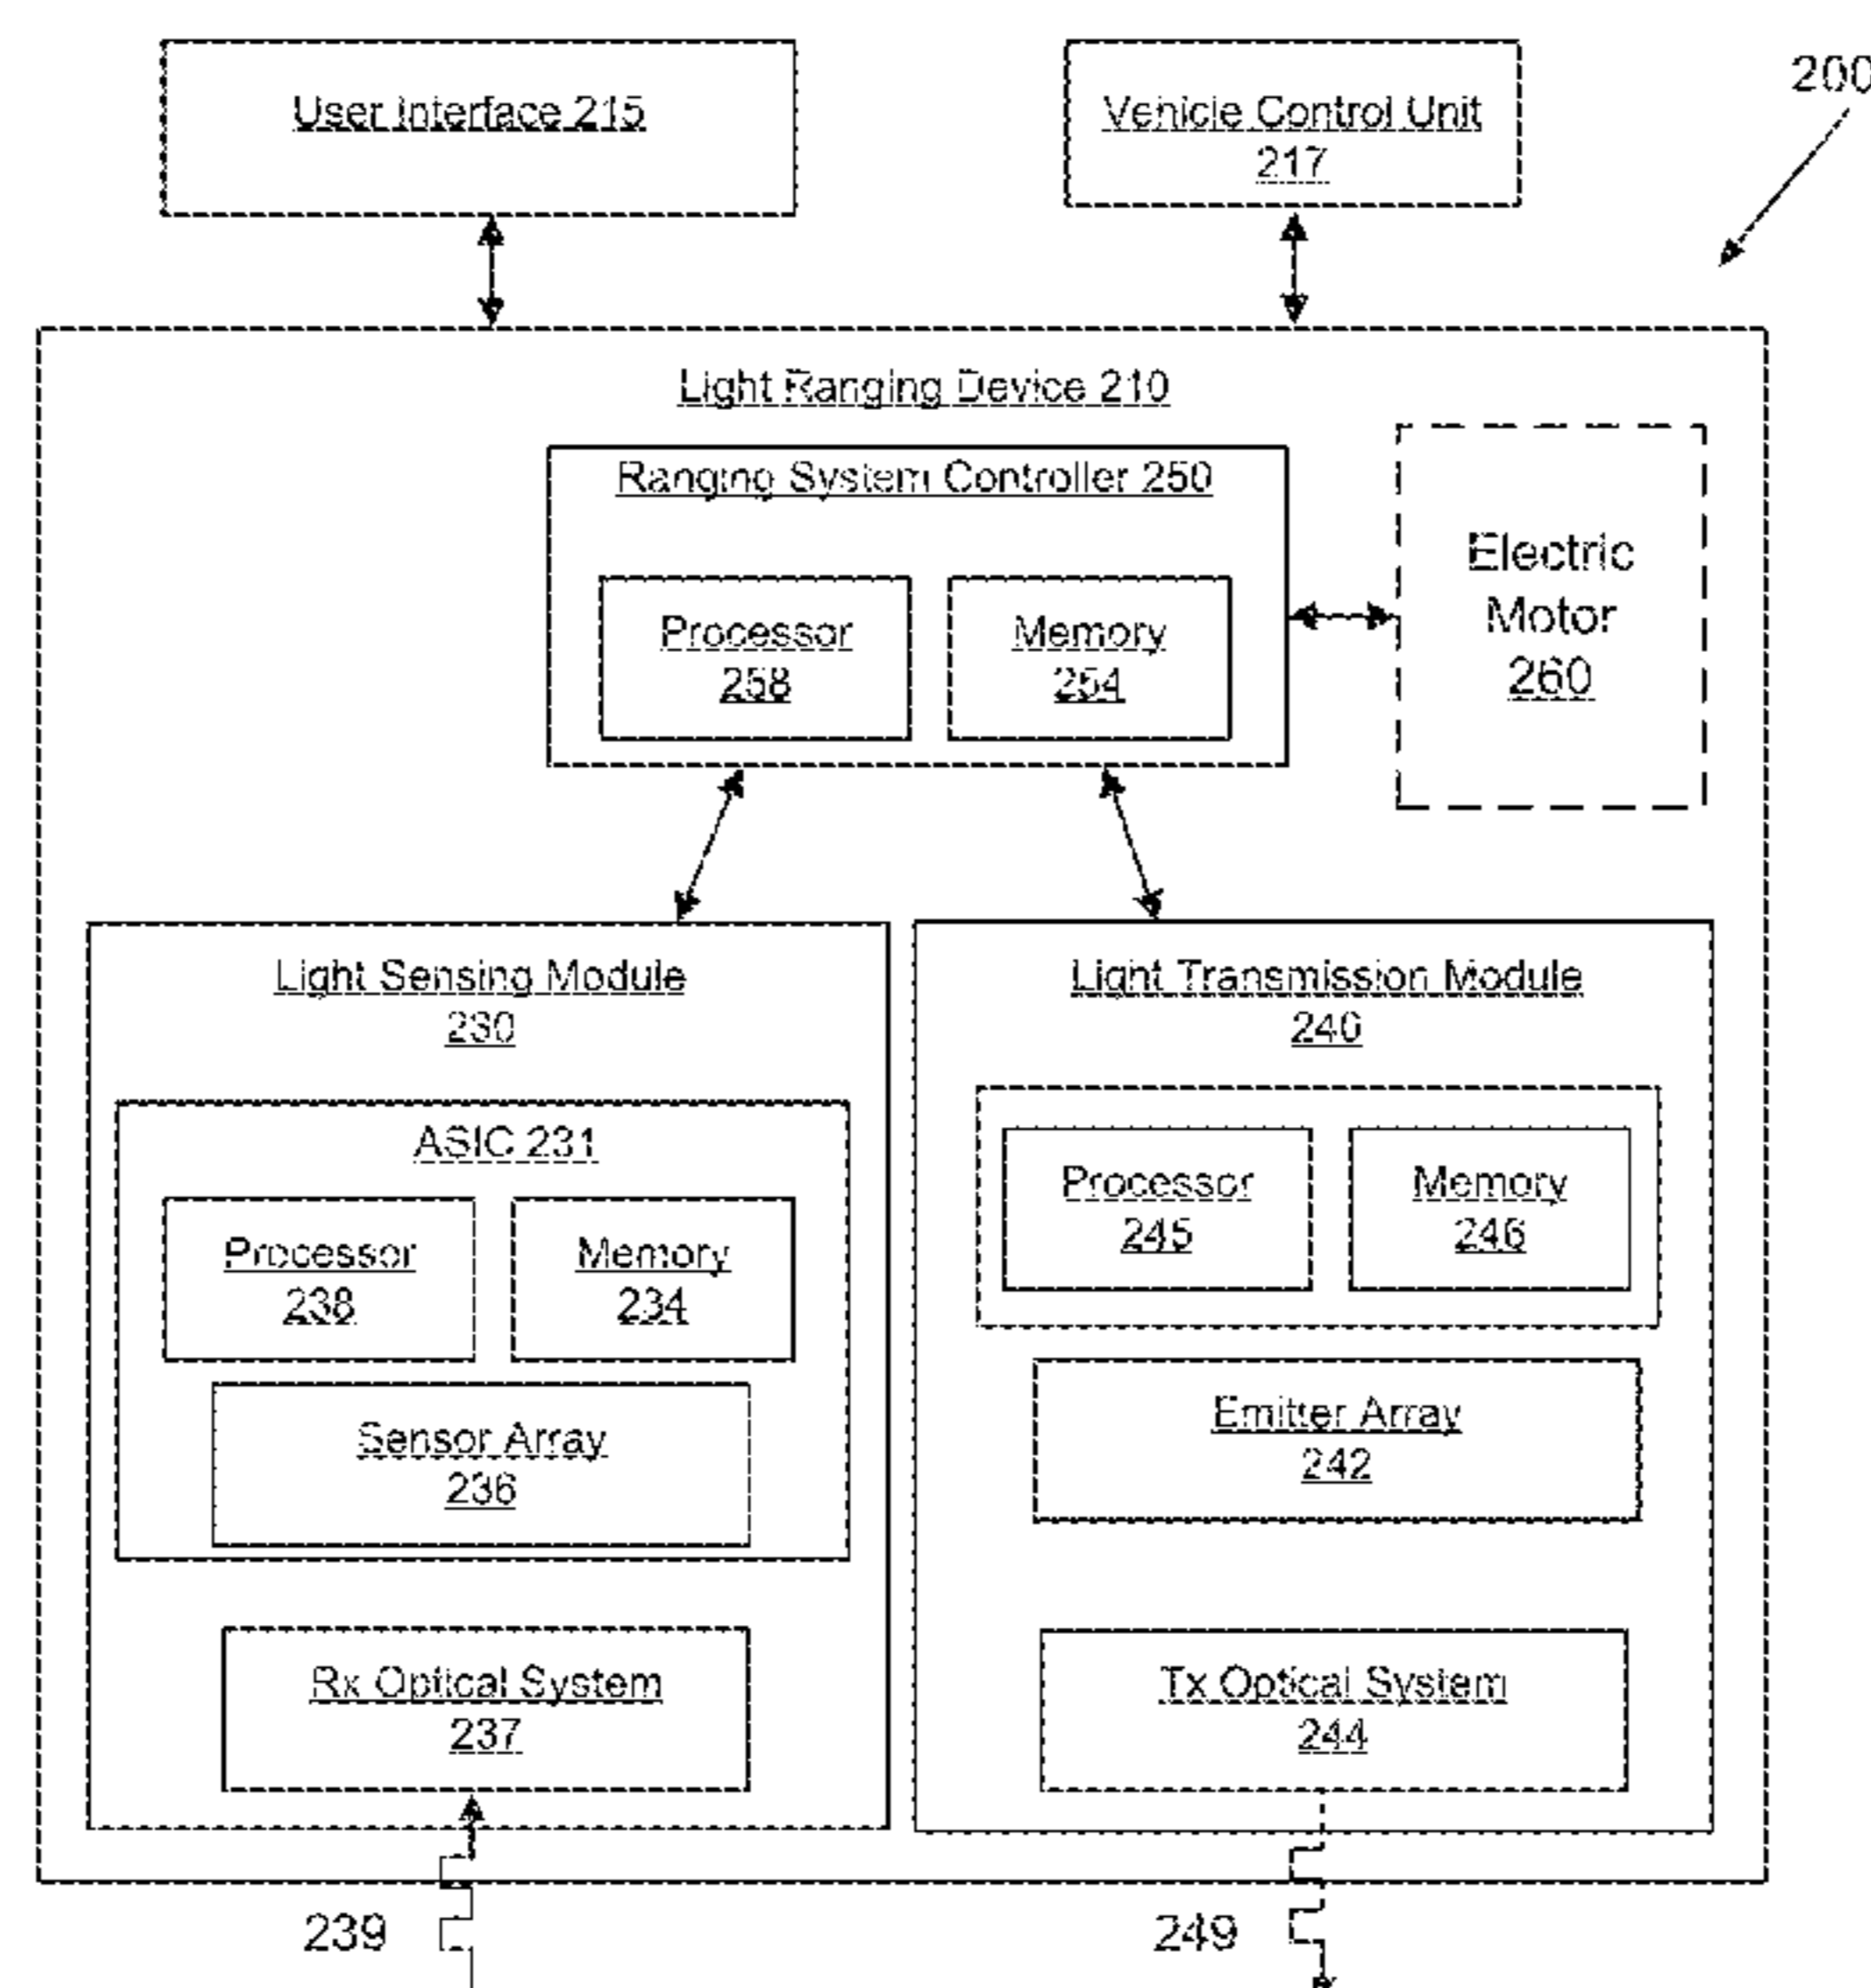 200
User Interface 215
Vehicle Control Unit
217
Light Ranging Device 210
Ranging System Controller 250
Processor
258
Memory
254
Electric
Motor
260
Light Sensing Module
230
ASIC 231
Processor
238
Memory
234
Sensor Array
236
Rx Optical System
237
239
Light Transmission Module
240
Processor
245
Memory
246
Emitter Array
242
Tx Optical System
244
249